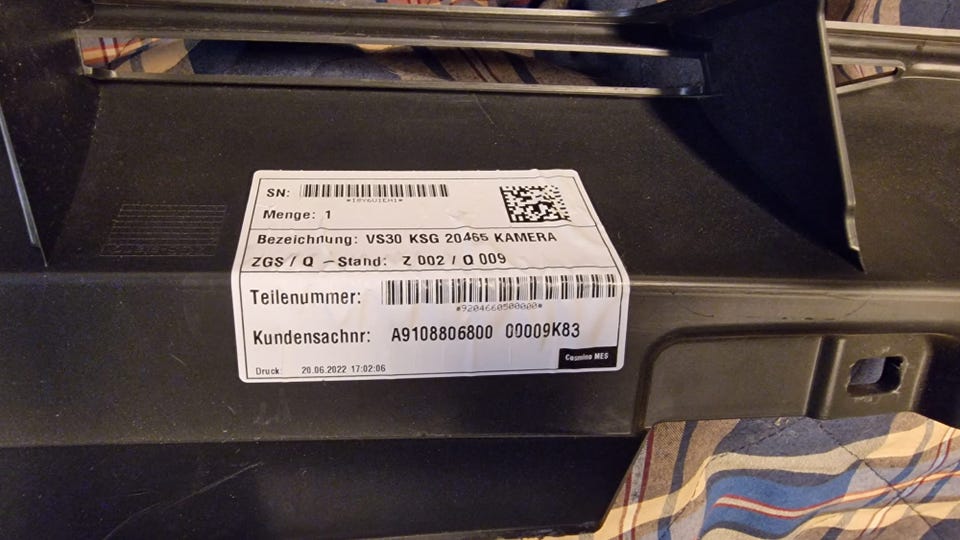 SN:
*I8Y6UIEH1*
Menge: 1
Bezeichnung: VS30 KSG 20465 KAMERA
ZGS / Q -Stand: Z 002 / Q 009
Teilenummer:
*9204660500000*
Kundensachnr: A9108806800 00009K83
Cosmino MES
Druck: 20.06.2022 17:02:06